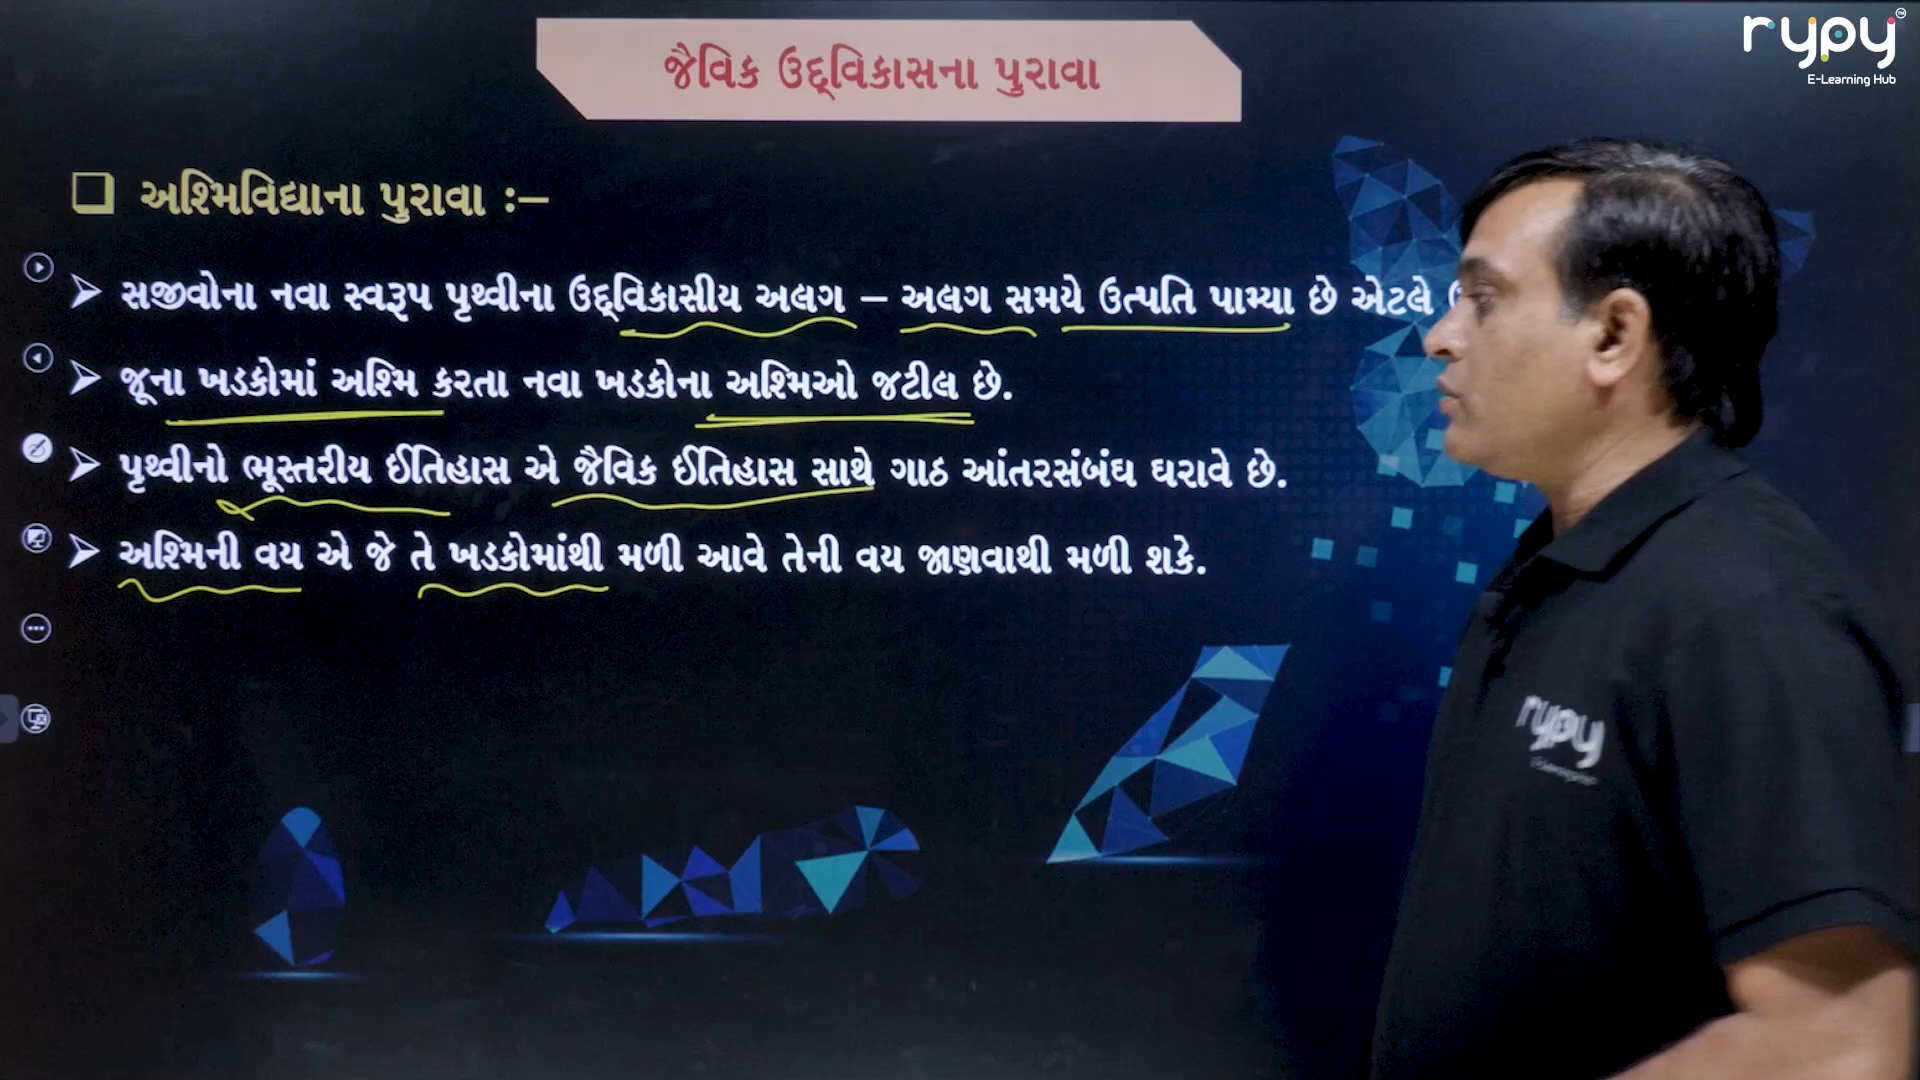 rypy
TM
E-Learning Hub
જૈવિક ઉદ્‌વિકાસના પુરાવા
❑ અશ્મિવિદ્યાના પુરાવા :–
➢ સજીવોના નવા સ્વરૂપ પૃથ્વીના ઉદ્‌વિકાસીય અલગ – અલગ સમયે ઉત્પતિ પામ્યા છે એટલે
➢ જૂના ખડકોમાં અશ્મિ કરતા નવા ખડકોના અશ્મિઓ જટીલ છે.
➢ પૃથ્વીનો ભૂસ્તરીય ઈતિહાસ એ જૈવિક ઈતિહાસ સાથે ગાઠ આંતરસંબંઘ ઘરાવે છે.
➢ અશ્મિની વય એ જે તે ખડકોમાંથી મળી આવે તેની વય જાણવાથી મળી શકે.
rypy